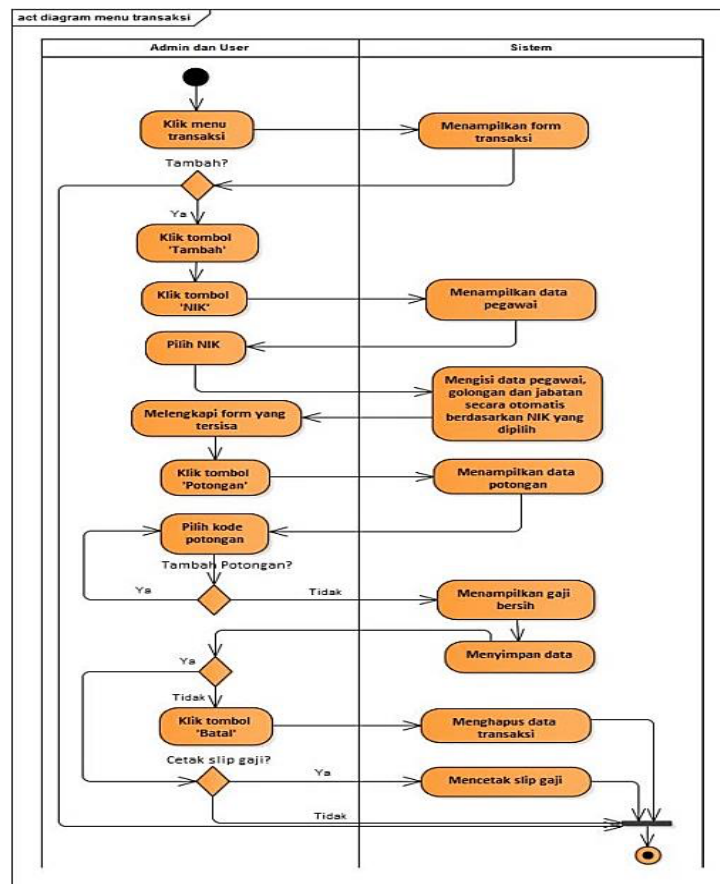 act diagram menu transaksi
Admin dan User
Sistem
Klik menu
transaksi
Menampilkan form
transaksi
Tambah?
Ya
Klik tombol
'Tambah'
Klik tombol
'NIK'
Menampilkan data
pegawai
Pilih NIK
Mengisi data pegawai,
golongan dan jabatan
secara otomatis
berdasarkan NIK yang
dipilih
Melengkapi form yang
tersisa
Klik tombol
'Potongan'
Menampilkan data
potongan
Pilih kode
potongan
Tambah Potongan?
Ya
Tidak
Menampilkan gaji
bersih
Menyimpan data
Ya
Tidak
Klik tombol
'Batal'
Menghapus data
transaksi
Cetak slip gaji?
Ya
Mencetak slip gaji
Tidak